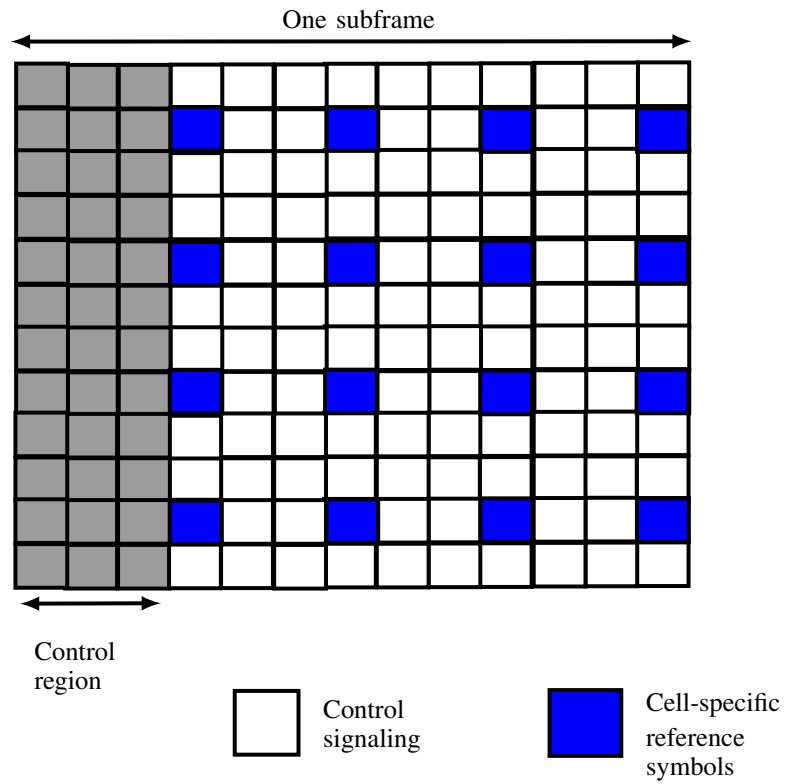 One subframe
Control
region
Control
signaling
Cell-specific
reference
symbols